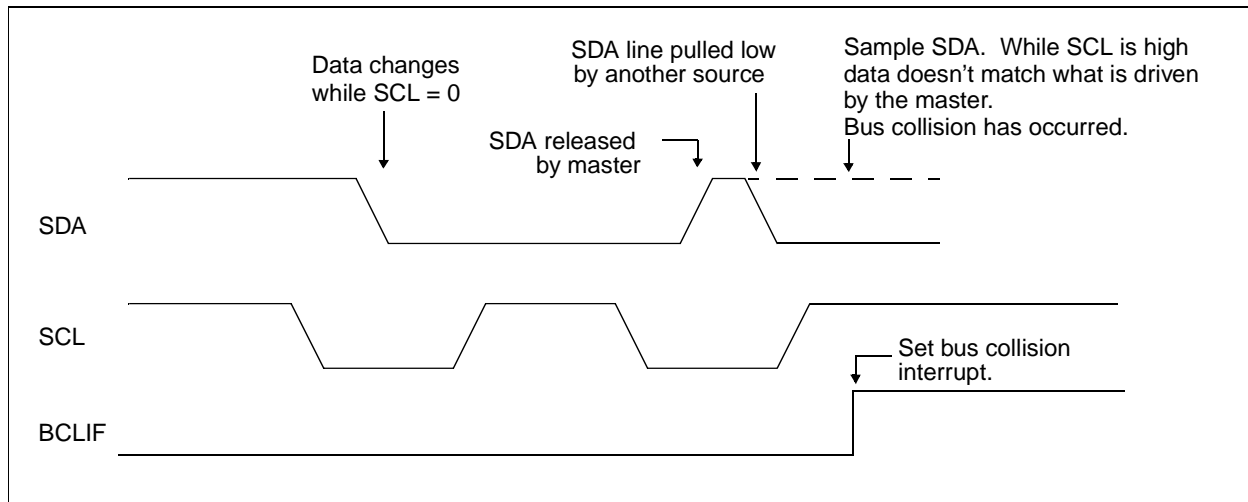 Data changes
while SCL = 0
SDA line pulled low
by another source
Sample SDA. While SCL is high
data doesn't match what is driven
by the master.
Bus collision has occurred.
SDA released
by master
SDA
SCL
Set bus collision
interrupt.
BCLIF